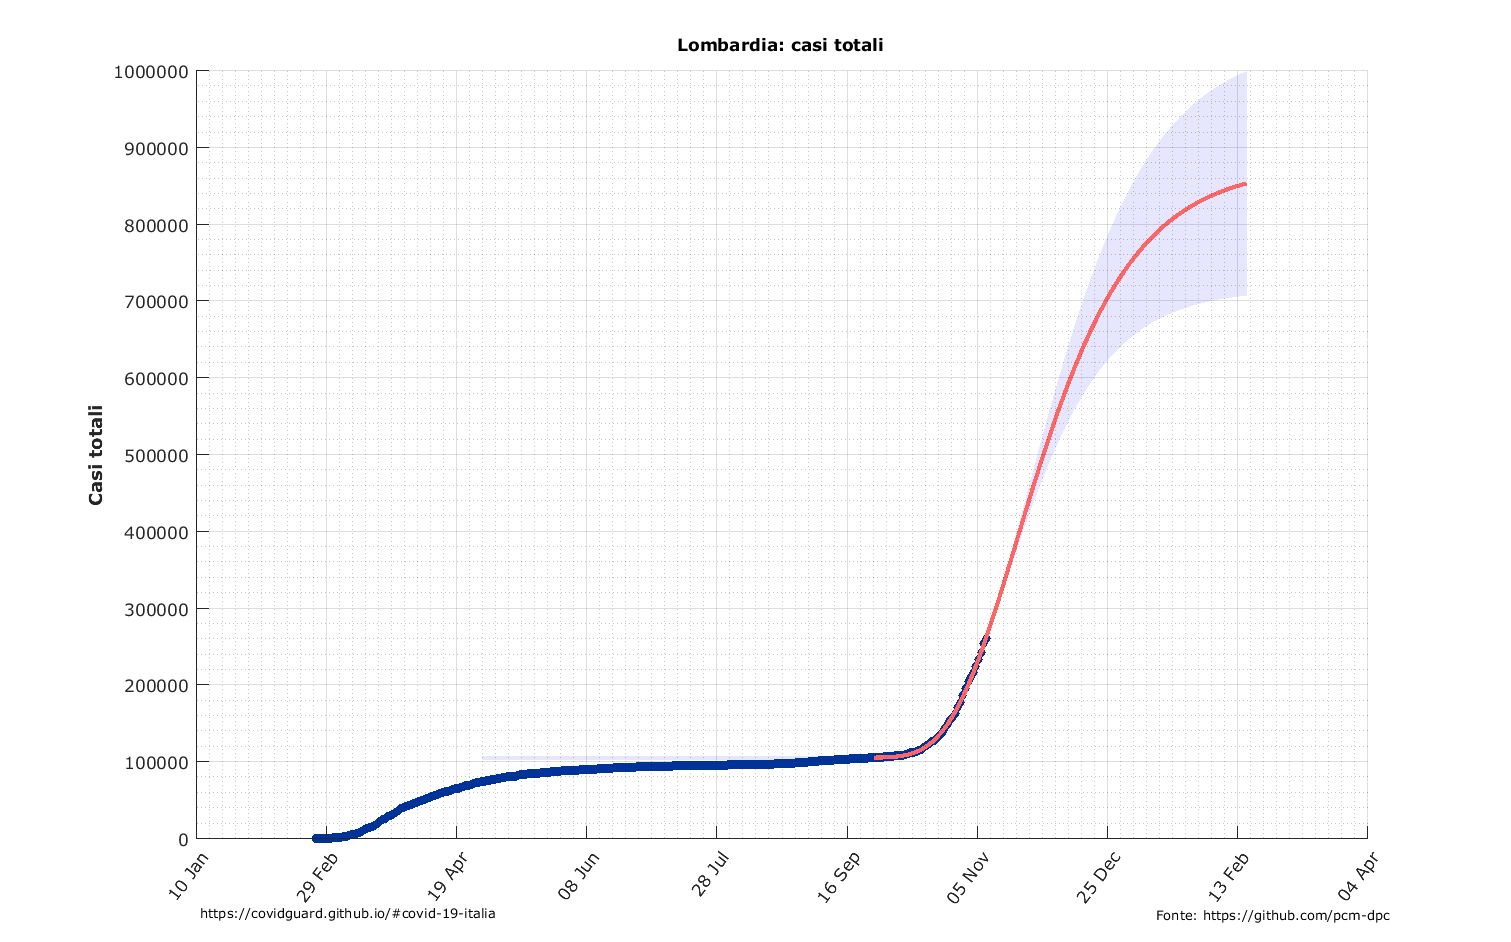 Lombardia: casi totali
1000000
900000
800000
700000
600000
500000
400000
300000
200000
100000
0
Casi totali
10 Jan
29 Feb
19 Apr
08 Jun
28 Jul
16 Sep
05 Nov
25 Dec
13 Feb
04 Apr
https://covidguard.github.io/#covid-19-italia
Fonte: https://github.com/pcm-dpc